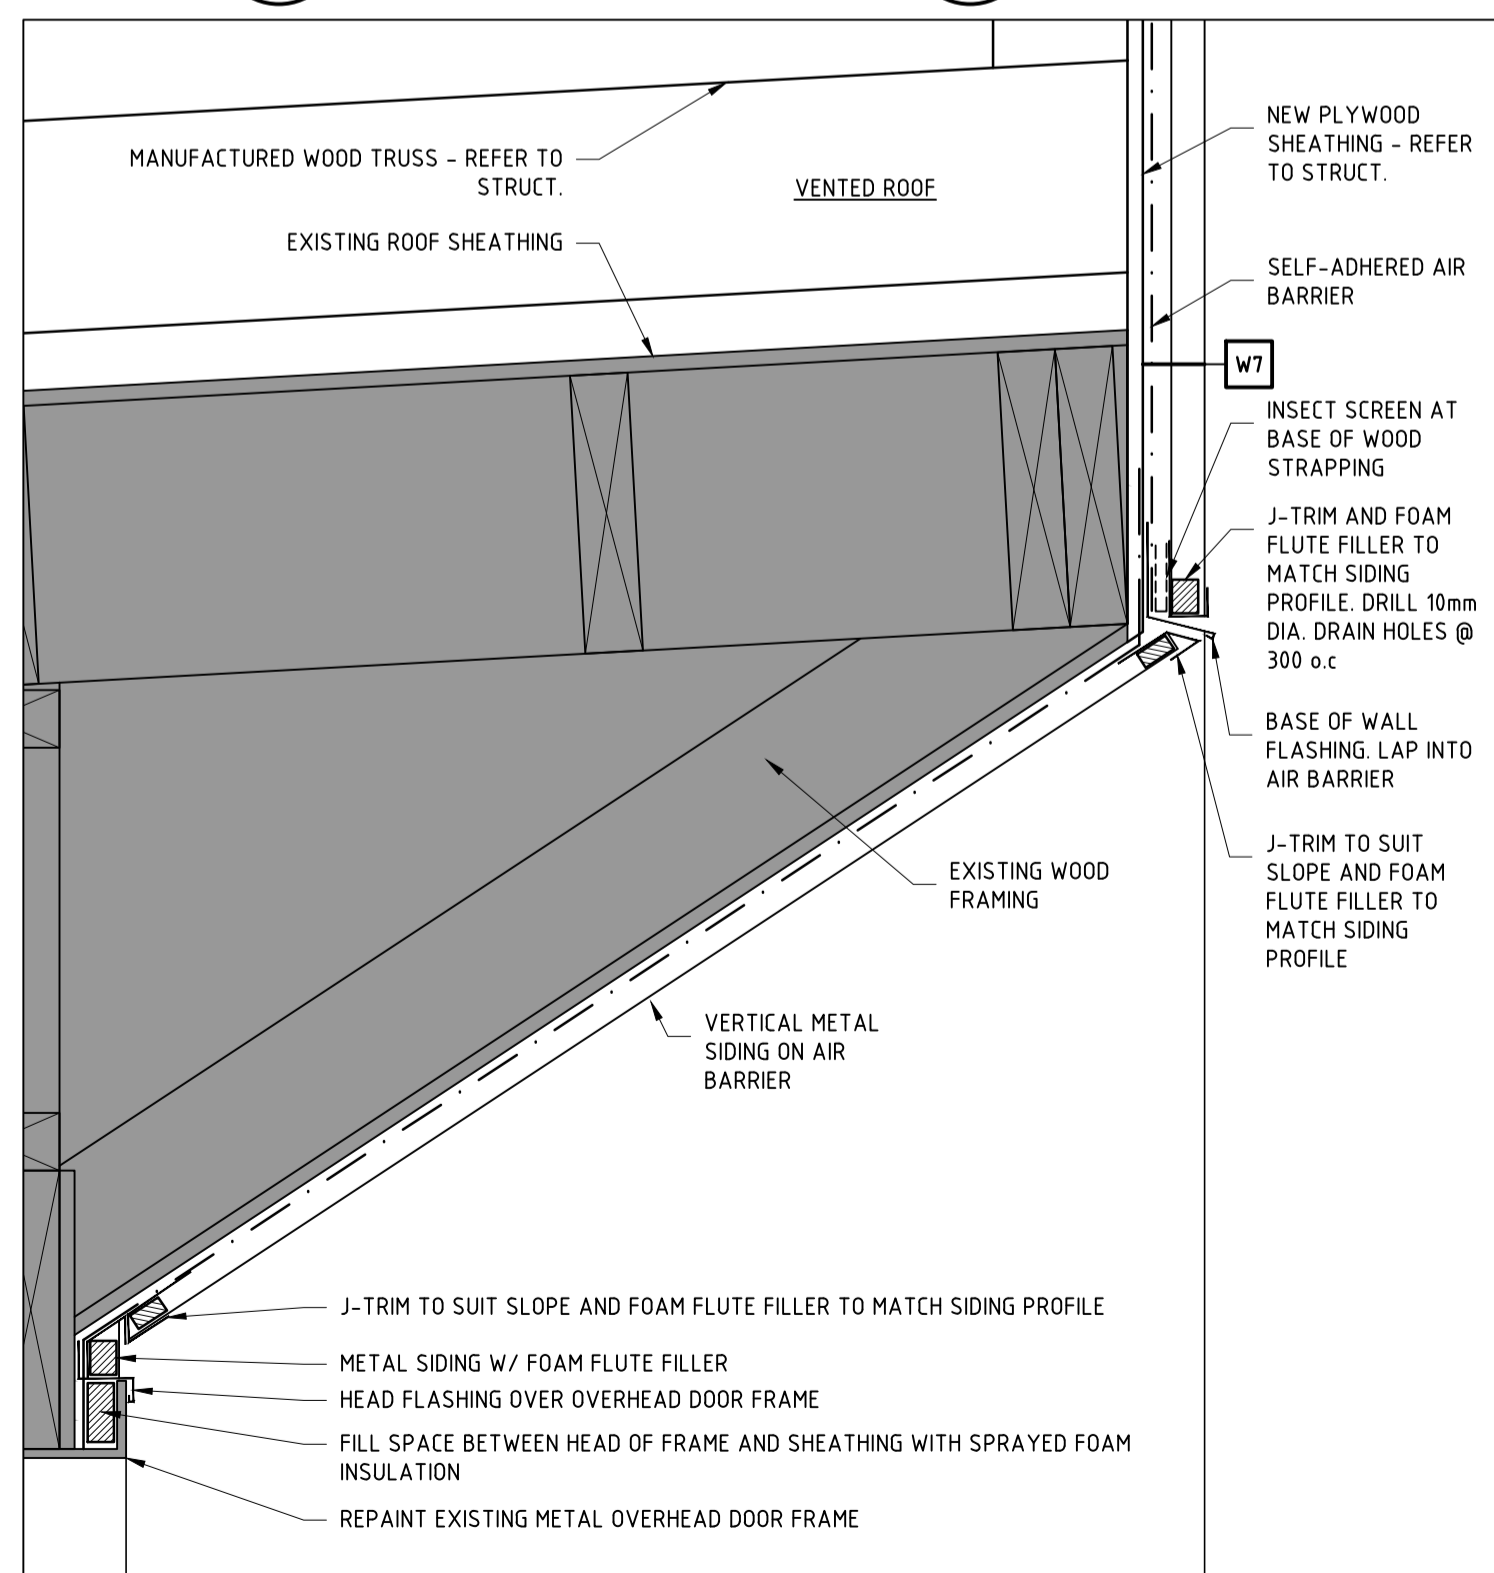 MANUFACTURED WOOD TRUSS - REFER TO
STRUCT.
VENTED ROOF
EXISTING ROOF SHEATHING
NEW PLYWOOD
SHEATHING - REFER
TO STRUCT.
SELF-ADHERED AIR
BARRIER
W7
INSECT SCREEN AT
BASE OF WOOD
STRAPPING
J-TRIM AND FOAM
FLUTE FILLER TO
MATCH SIDING
PROFILE. DRILL 10mm
DIA. DRAIN HOLES @
300 o.c
BASE OF WALL
FLASHING. LAP INTO
AIR BARRIER
J-TRIM TO SUIT
SLOPE AND FOAM
FLUTE FILLER TO
MATCH SIDING
PROFILE
EXISTING WOOD
FRAMING
VERTICAL METAL
SIDING ON AIR
BARRIER
J-TRIM TO SUIT SLOPE AND FOAM FLUTE FILLER TO MATCH SIDING PROFILE
METAL SIDING W/ FOAM FLUTE FILLER
HEAD FLASHING OVER OVERHEAD DOOR FRAME
FILL SPACE BETWEEN HEAD OF FRAME AND SHEATHING WITH SPRAYED FOAM
INSULATION
REPAINT EXISTING METAL OVERHEAD DOOR FRAME